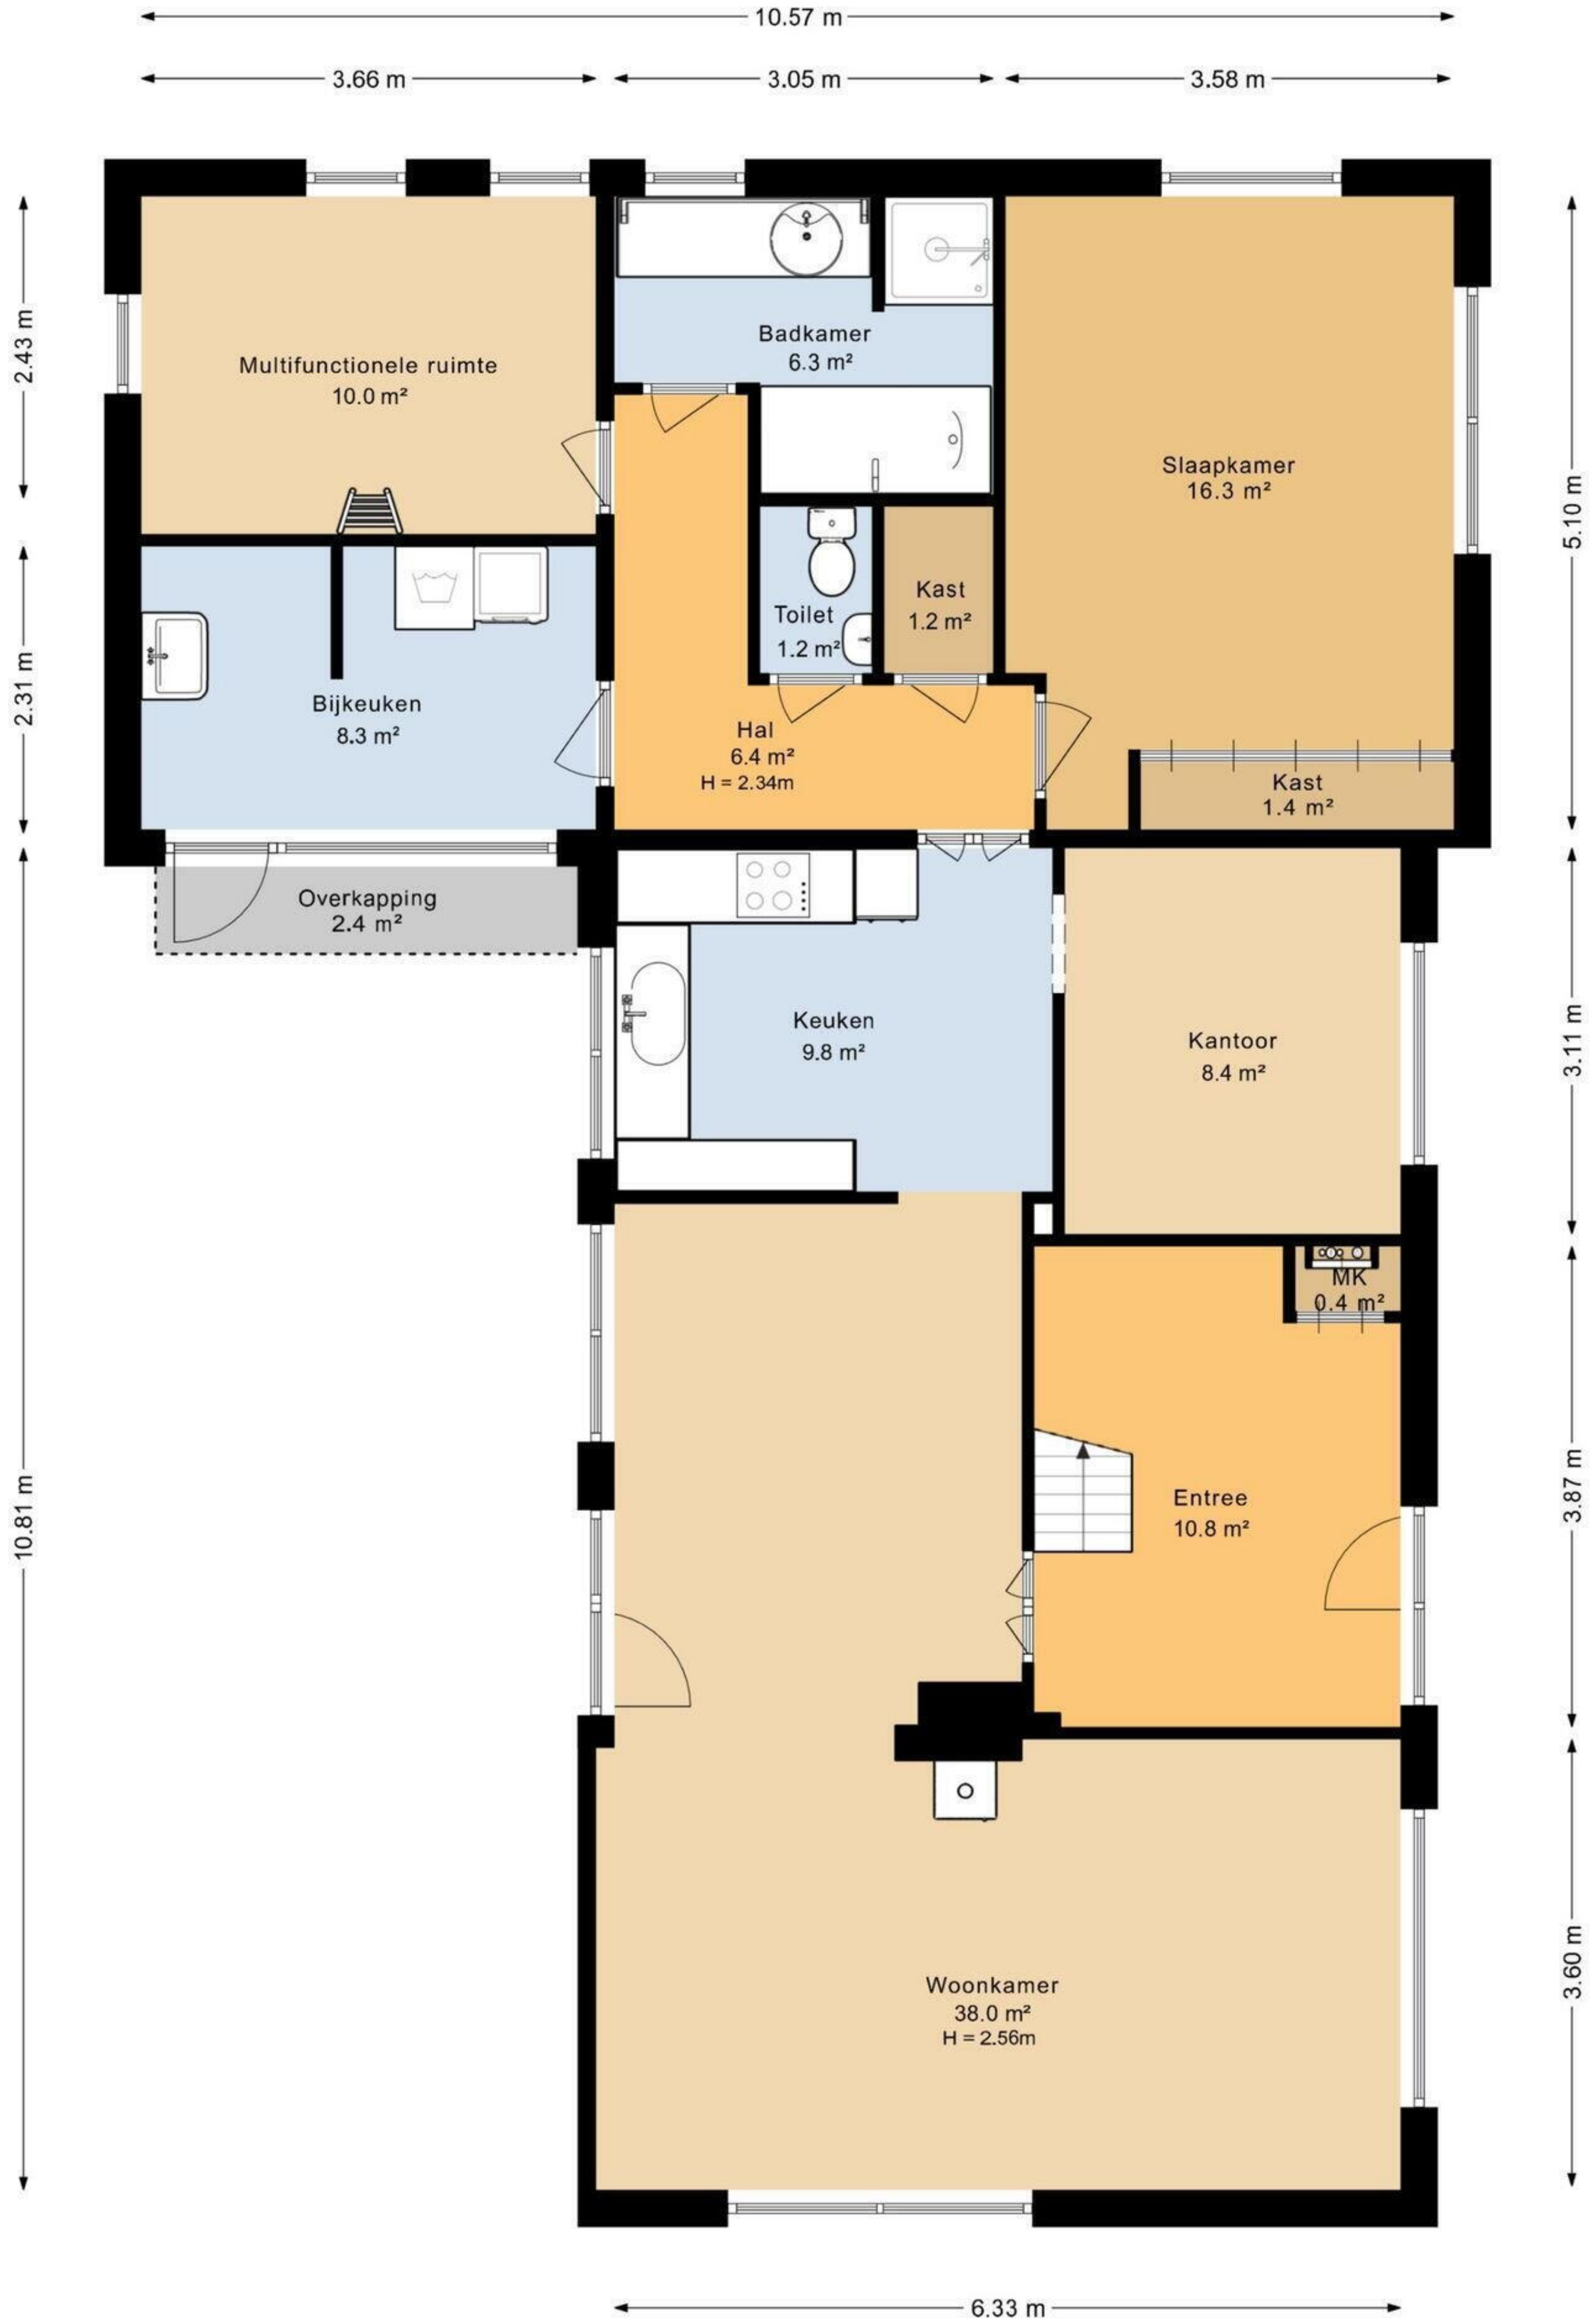 10.57 m
3.66 m
3.05 m
3.58 m
2.43 m
Multifunctionele ruimte
10.0 m²
Badkamer
6.3 m²
Slaapkamer
16.3 m²
5.10 m
2.31 m
Bijkeuken
8.3 m²
Toilet
1.2 m²
Kast
1.2 m²
Hal
6.4 m²
H = 2.34m
Kast
1.4 m²
Overkapping
2.4 m²
Keuken
9.8 m²
Kantoor
8.4 m²
3.11 m
MK
0.4 m²
10.81 m
Entree
10.8 m²
3.87 m
Woonkamer
38.0 m²
H = 2.56m
3.60 m
6.33 m